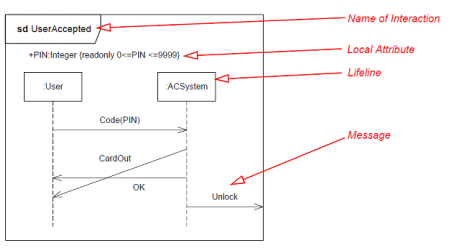 sd UserAccepted
Name of Interaction
+PIN:Integer {readonly 0<=PIN <=9999}
Local Attribute
:User
:ACSystem
Lifeline
Code(PIN)
Message
CardOut
OK
Unlock